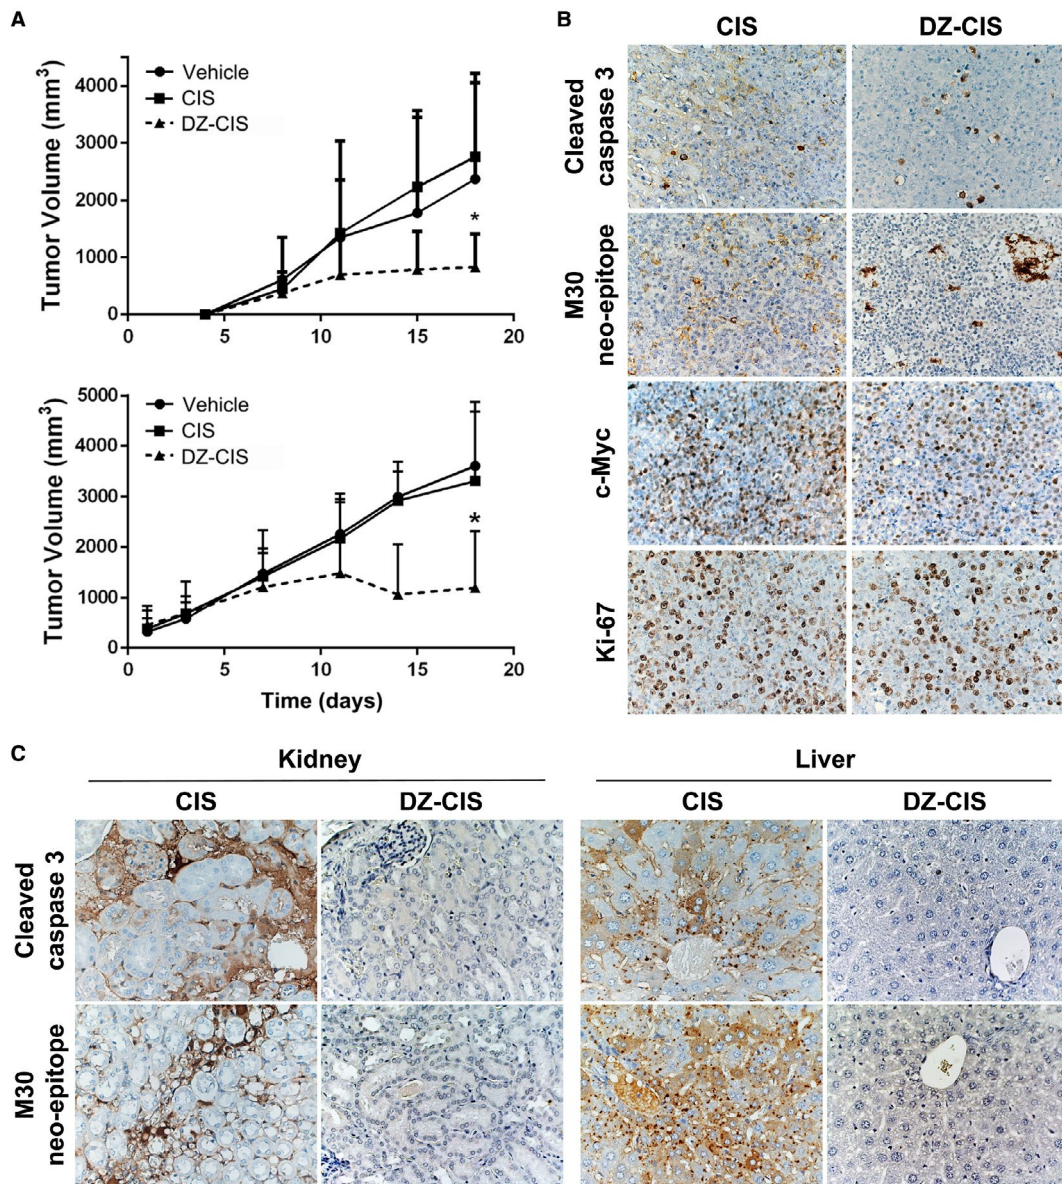 A
Tumor Volume (mm³)
4000
3000
2000
1000
0
0
5
10
15
20
Vehicle
CIS
DZ-CIS
*
Tumor Volume (mm³)
5000
4000
3000
2000
1000
0
0
5
10
15
20
Vehicle
CIS
DZ-CIS
*
Time (days)
B
CIS
DZ-CIS
Cleaved
caspase 3
M30
neo-epitope
c-Myc
Ki-67
C
Kidney
Liver
CIS
DZ-CIS
CIS
DZ-CIS
Cleaved
caspase 3
M30
neo-epitope